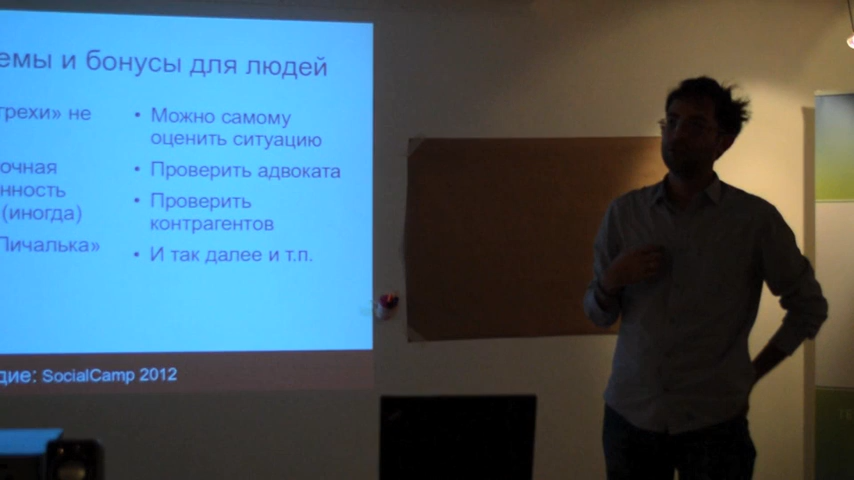 емы и бонусы для людей
грехи» не
очная
нность
(иногда)
Пичалька»
• Можно самому
оценить ситуацию
• Проверить адвоката
• Проверить
контрагентов
• И так далее и т.п.
дие: SocialCamp 2012